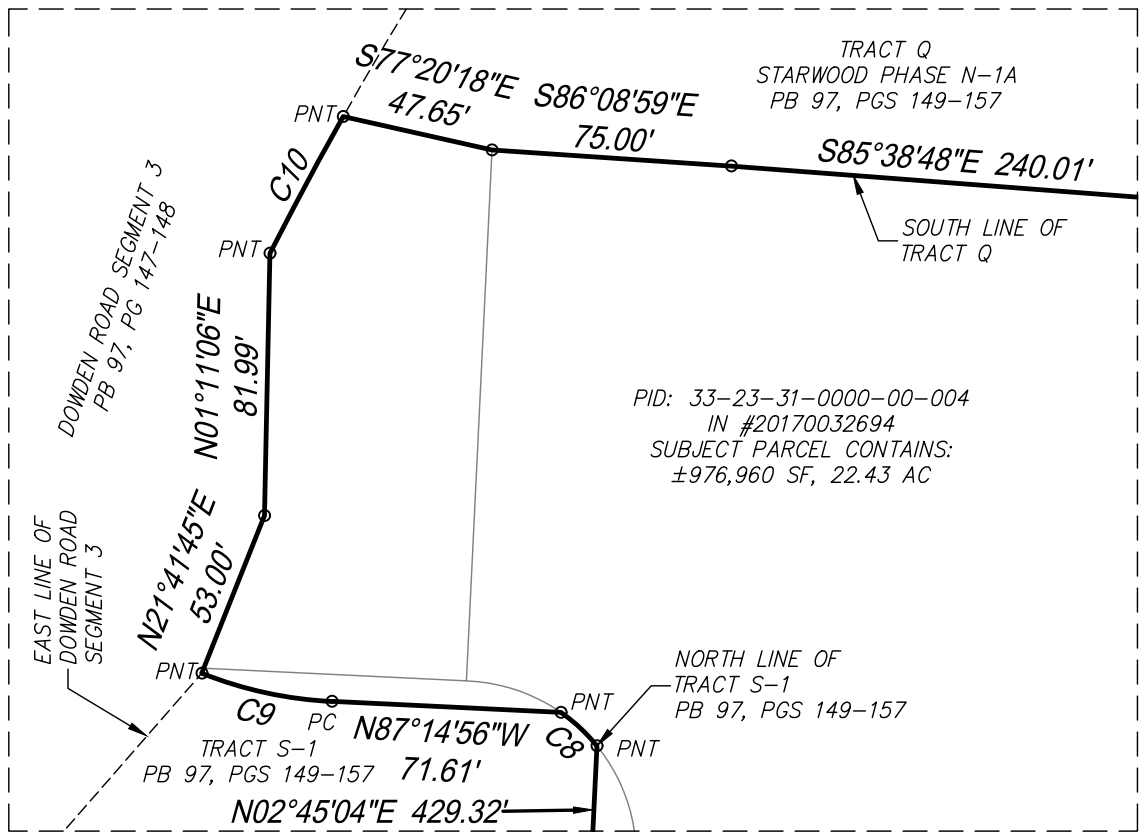 TRACT Q
STARWOOD PHASE N-1A
PB 97, PGS 149-157
S77°20'18"E
47.65'
S86°08'59"E
75.00'
S85°38'48"E 240.01'
PNT
C10
SOUTH LINE OF
TRACT Q
PNT
DOWDEN ROAD SEGMENT 3
PB 97, PG 147-148
N01°11'06"E
81.99'
PID: 33-23-31-0000-00-004
IN #20170032694
SUBJECT PARCEL CONTAINS:
±976,960 SF, 22.43 AC
N21°41'45"E
53.00'
EAST LINE OF
DOWDEN ROAD
SEGMENT 3
PNT
NORTH LINE OF
TRACT S-1
PB 97, PGS 149-157
PNT
C9
PC
N87°14'56"W
71.61'
C8
PNT
TRACT S-1
PB 97, PGS 149-157
N02°45'04"E 429.32'